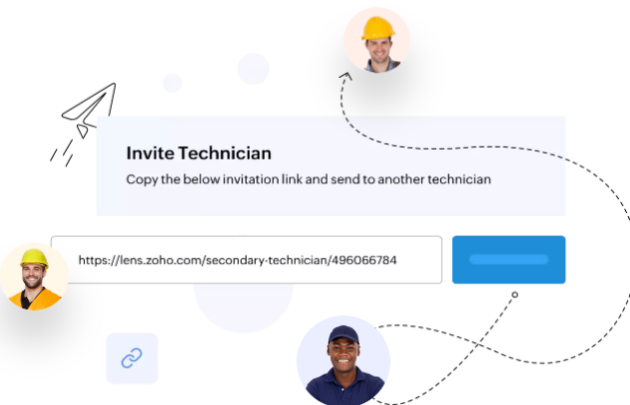 Invite Technician
Copy the below invitation link and send to another technician
https://lens.zoho.com/secondary-technician/496066784